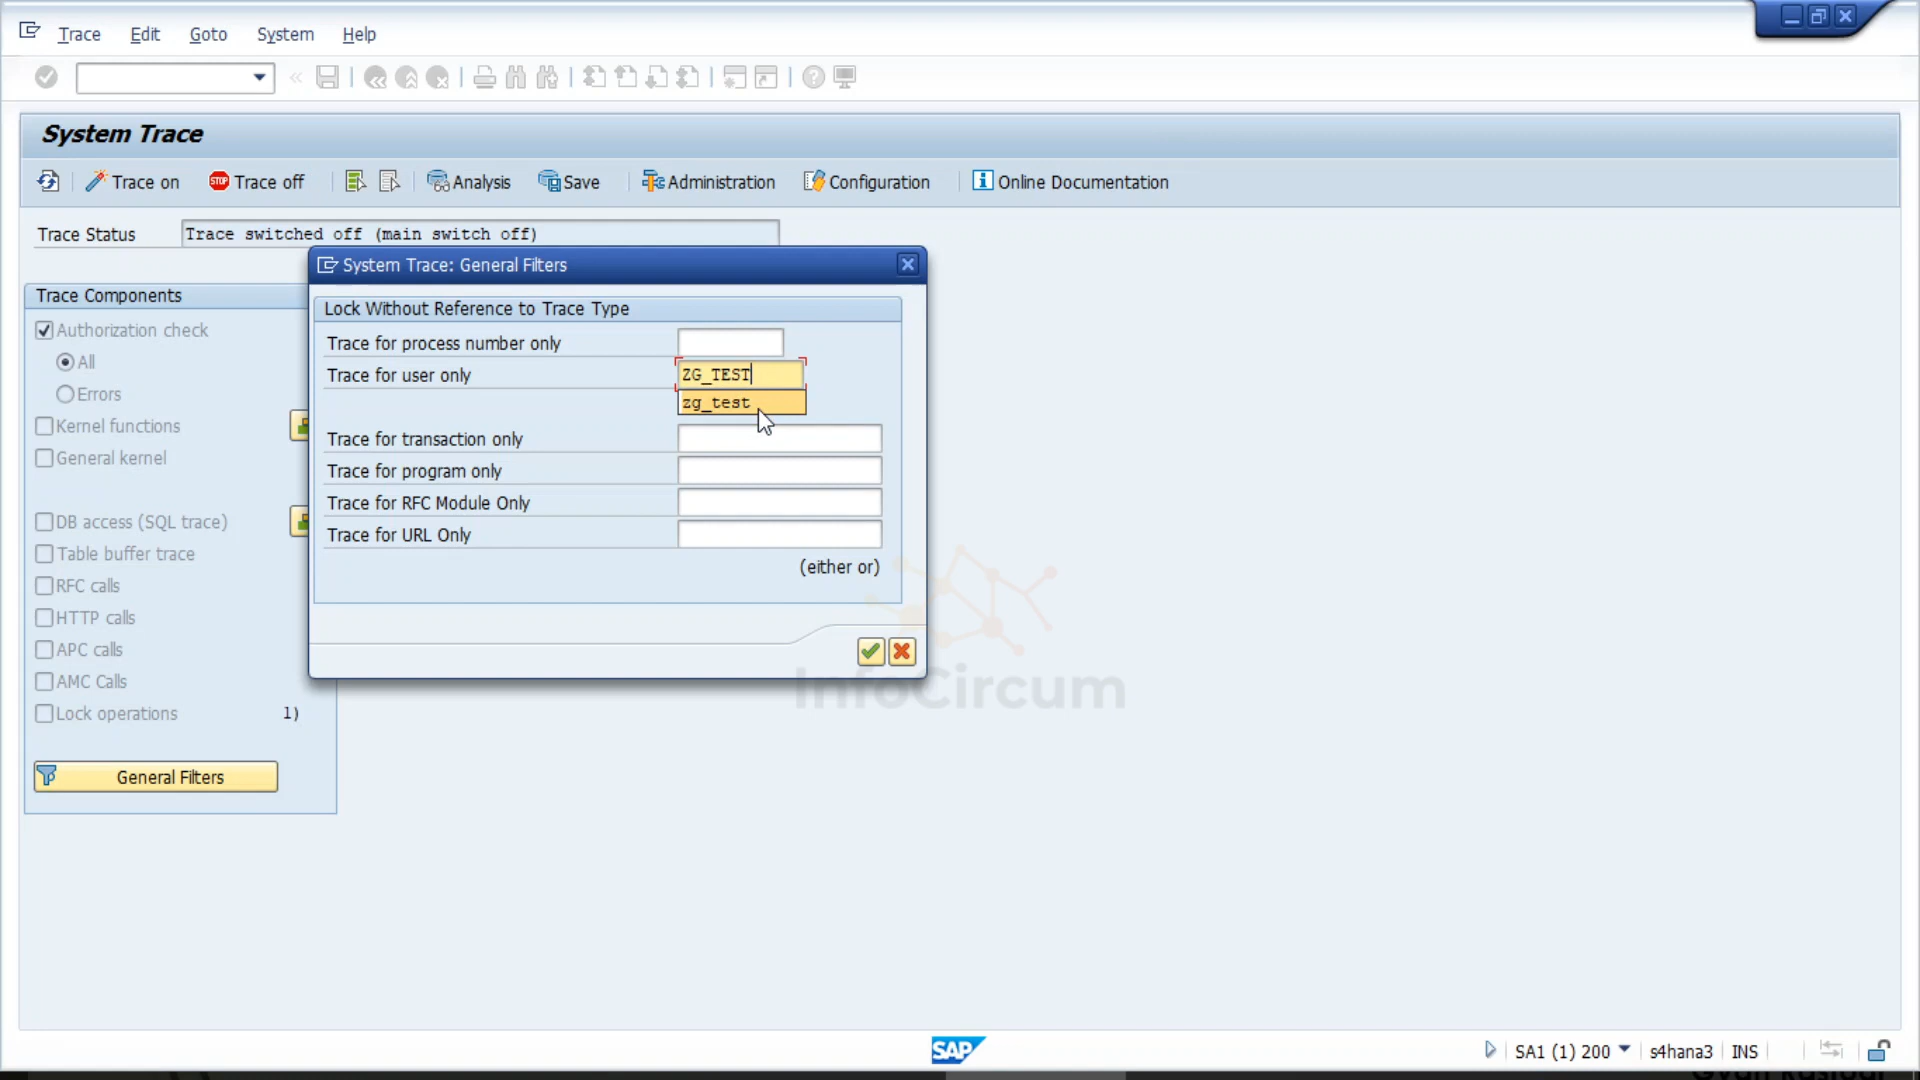 Trace Edit Goto System Help
System Trace
Trace on STOP Trace off Analysis Save Administration Configuration Online Documentation
Trace Status Trace switched off (main switch off)
System Trace: General Filters
Trace Components
Authorization check
All
Errors
Kernel functions
General kernel
DB access (SQL trace)
Table buffer trace
RFC calls
HTTP calls
APC calls
AMC Calls
Lock operations 1)
General Filters
Lock Without Reference to Trace Type
Trace for process number only
Trace for user only ZG_TEST
zg_test
Trace for transaction only
Trace for program only
Trace for RFC Module Only
Trace for URL Only
(either or)
InfoCircum
SAP
SA1 (1) 200 s4hana3 INS